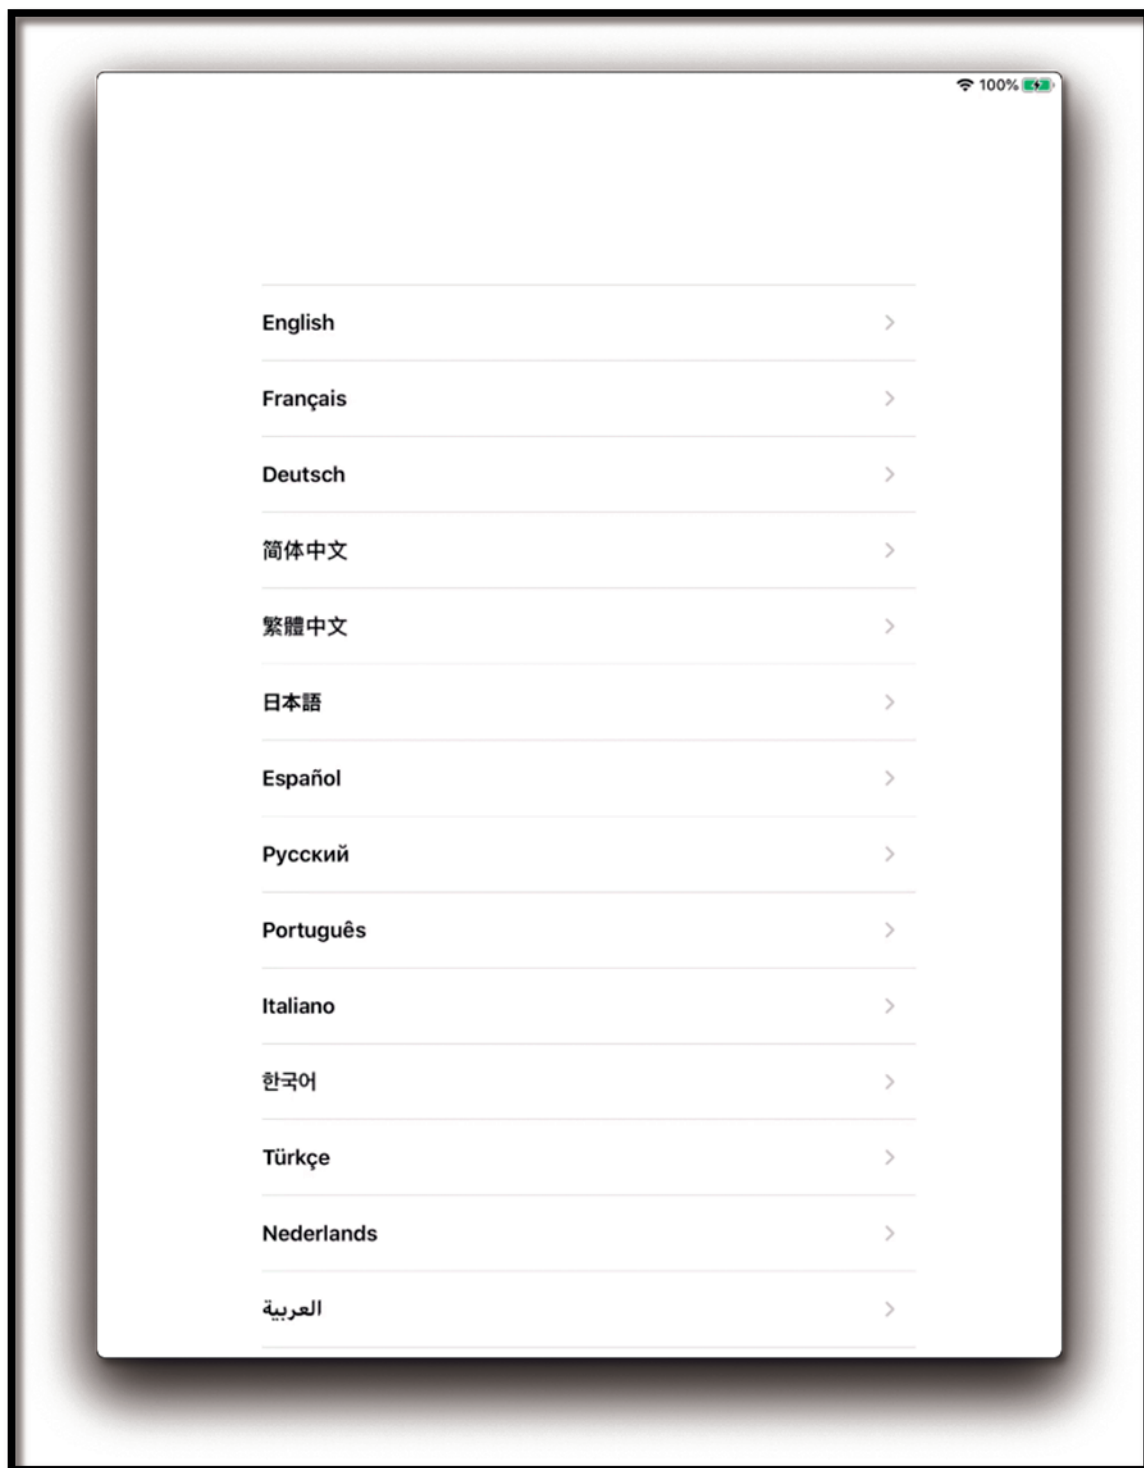 100%
English
Français
Deutsch
简体中文
繁體中文
日本語
Español
Русский
Português
Italiano
한국어
Türkçe
Nederlands
العربية